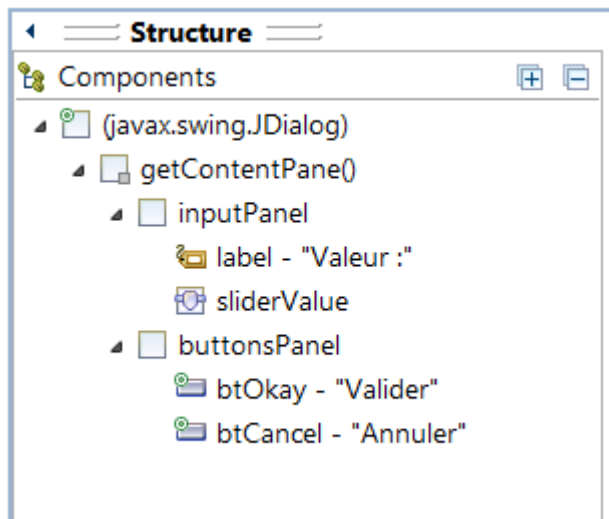 Structure
Components
(javax.swing.JDialog)
getContentPane()
inputPanel
label - "Valeur :"
sliderValue
buttonsPanel
btOkay - "Valider"
btCancel - "Annuler"